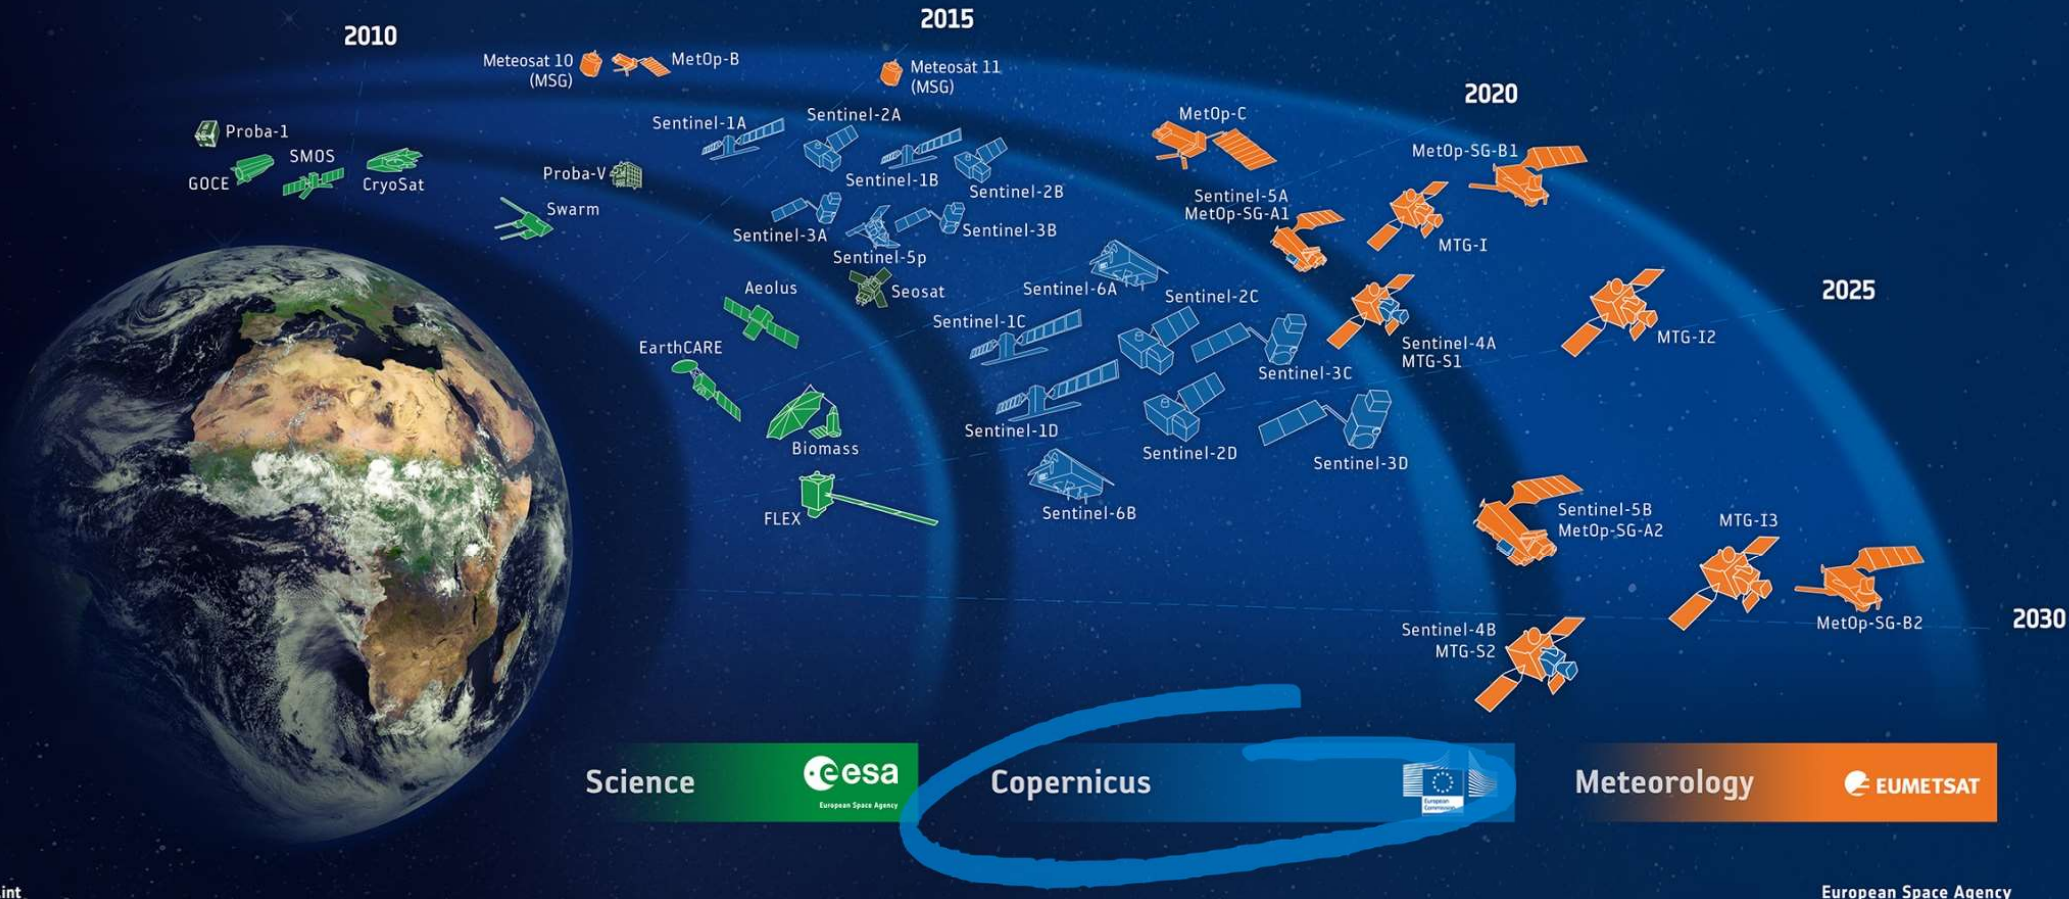 2010
2015
2020
2025
2030
Meteosat 10
(MSG)
MetOp-B
Meteosat 11
(MSG)
MetOp-C
MetOp-SG-B1
Sentinel-5A
MetOp-SG-A1
MTG-I
Sentinel-4A
MTG-S1
MTG-I2
Sentinel-5B
MetOp-SG-A2
MTG-I3
MetOp-SG-B2
Sentinel-4B
MTG-S2
Sentinel-1A
Sentinel-2A
Sentinel-1B
Sentinel-2B
Sentinel-3A
Sentinel-3B
Sentinel-5p
Sentinel-6A
Sentinel-2C
Sentinel-1C
Sentinel-3C
Sentinel-1D
Sentinel-2D
Sentinel-3D
Sentinel-6B
Proba-1
GOCE
SMOS
CryoSat
Proba-V
Swarm
Seosat
Aeolus
EarthCARE
Biomass
FLEX
Science
esa
European Space Agency
Copernicus
European
Commission
Meteorology
EUMETSAT
.int
European Space Agency